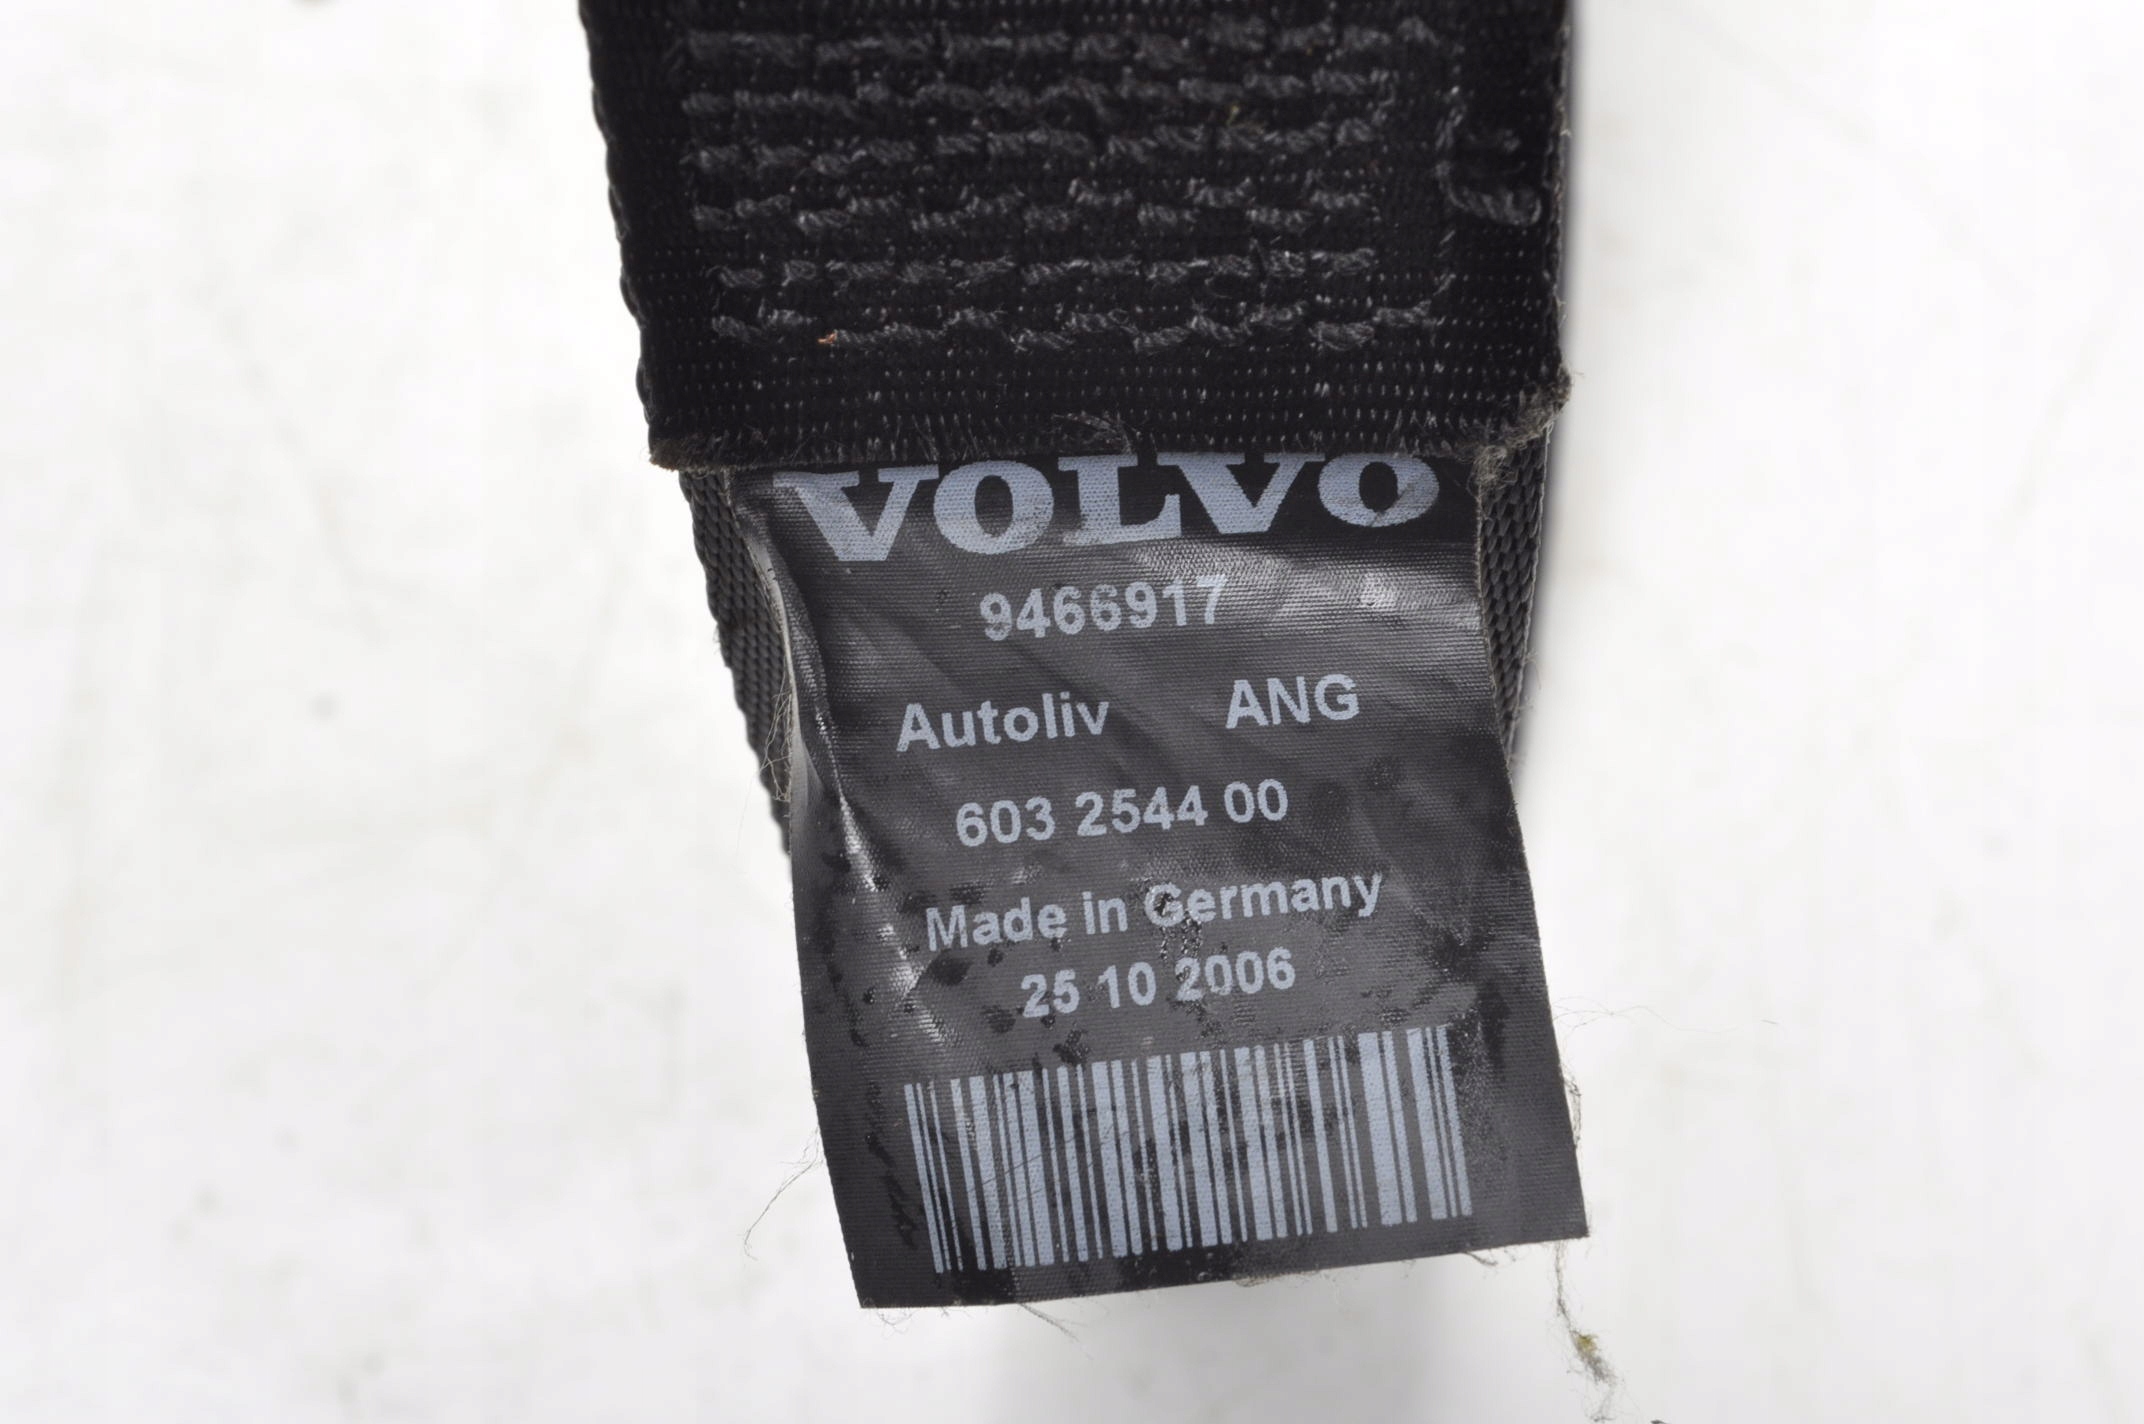 VOLVO
9466917
Autoliv ANG
603 2544 00
Made in Germany
25 10 2006